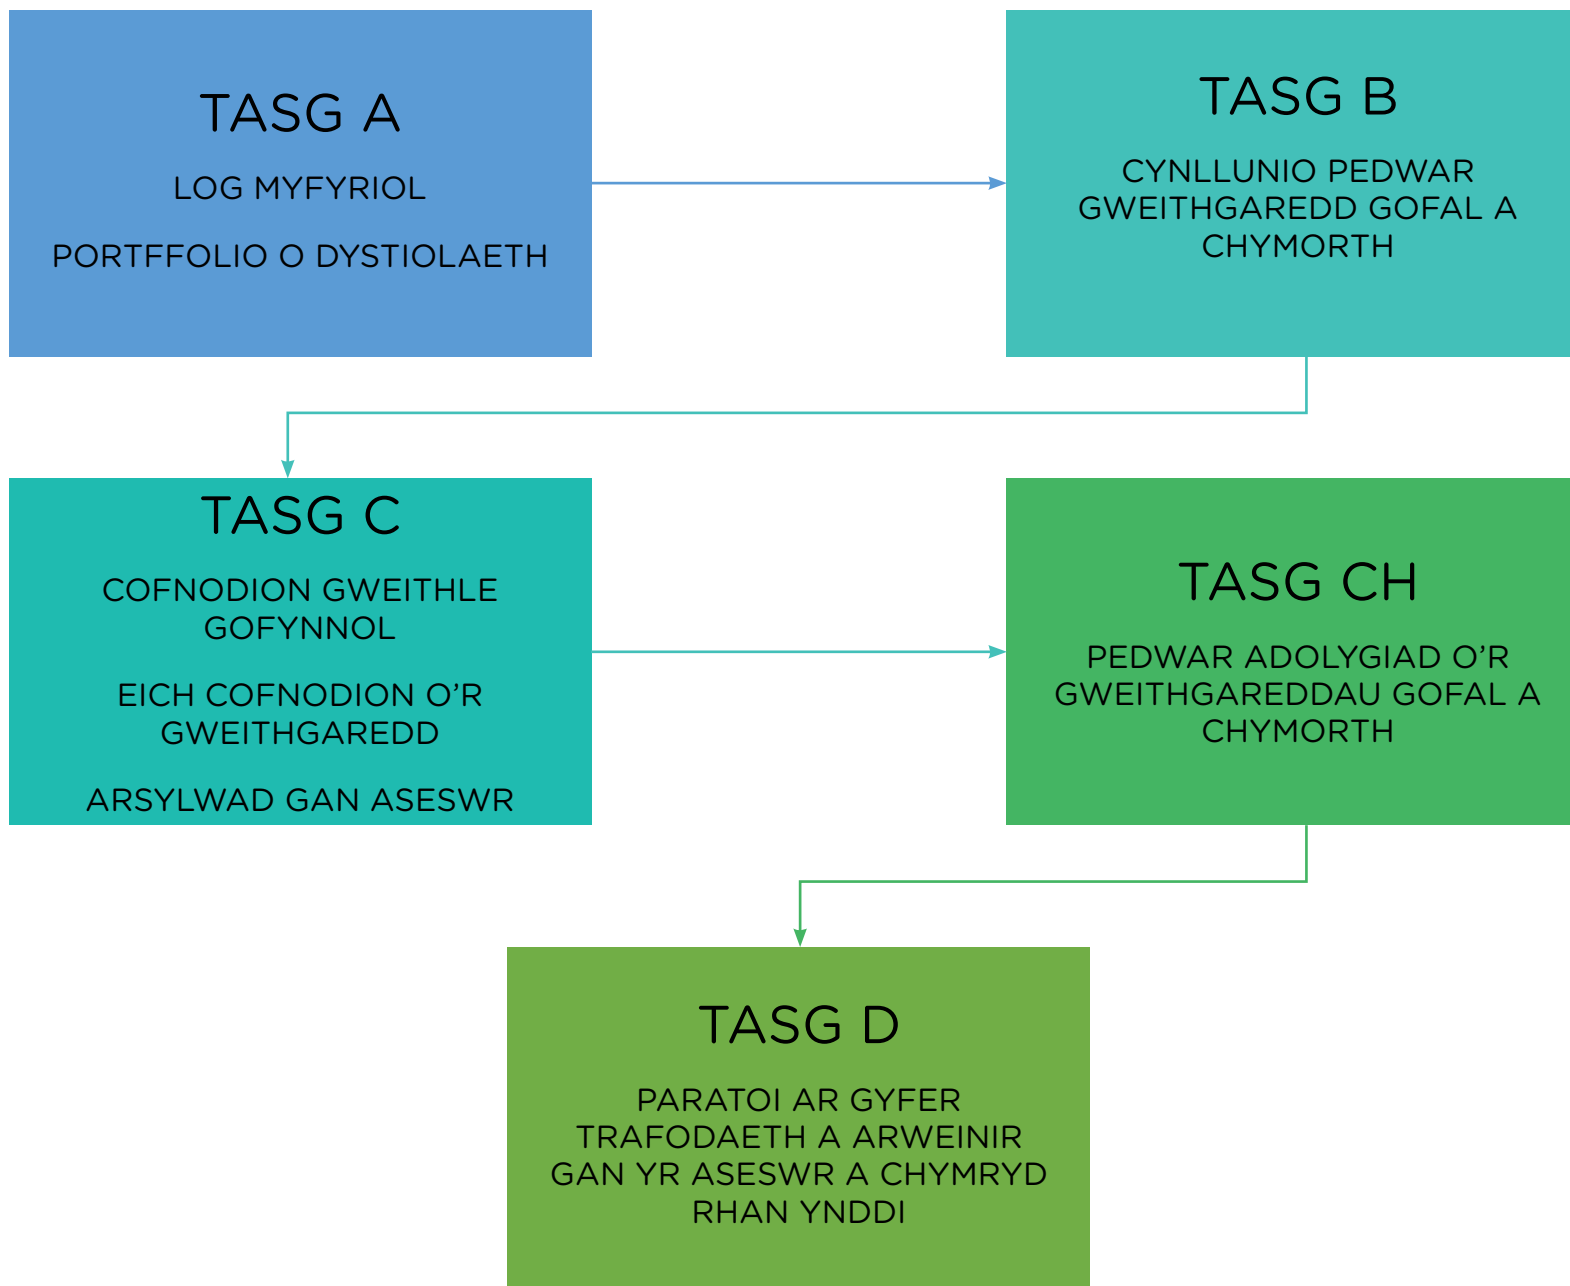 TASG A
LOG MYFYRIOL
PORTFFOLIO O DYSTIOLAETH
TASG B
CYNLLUNIO PEDWAR
GWEITHGAREDD GOFAL A
CHYMORTH
TASG C
COFNODION GWEITHLE
GOFYNNOL
EICH COFNODION O’R
GWEITHGAREDD
ARSYLWAD GAN ASESWR
TASG CH
PEDWAR ADOLYGIAD O’R
GWEITHGAREDDAU GOFAL A
CHYMORTH
TASG D
PARATOI AR GYFER
TRAFODAETH A ARWEINIR
GAN YR ASESWR A CHYMRYD
RHAN YNDDI